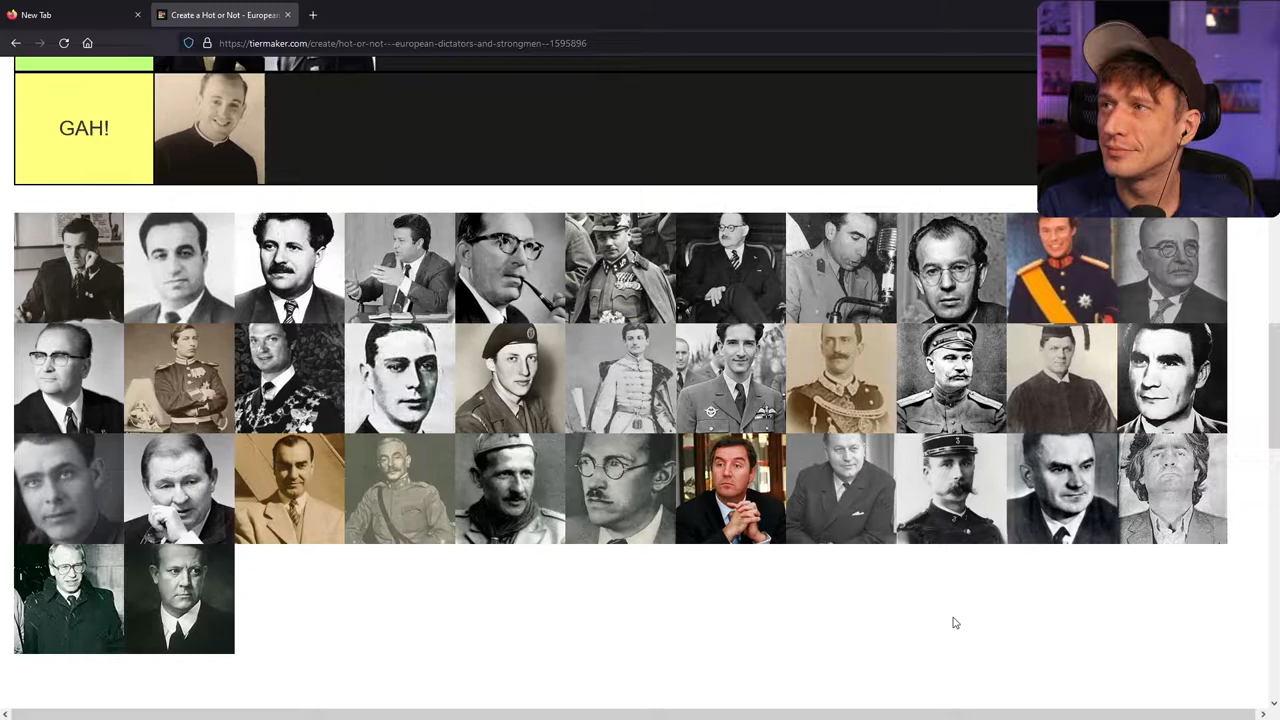 New Tab
Create a Hot or Not - European
https://tiermaker.com/create/hot-or-not---european-dictators-and-strongmen--1595896
GAH!